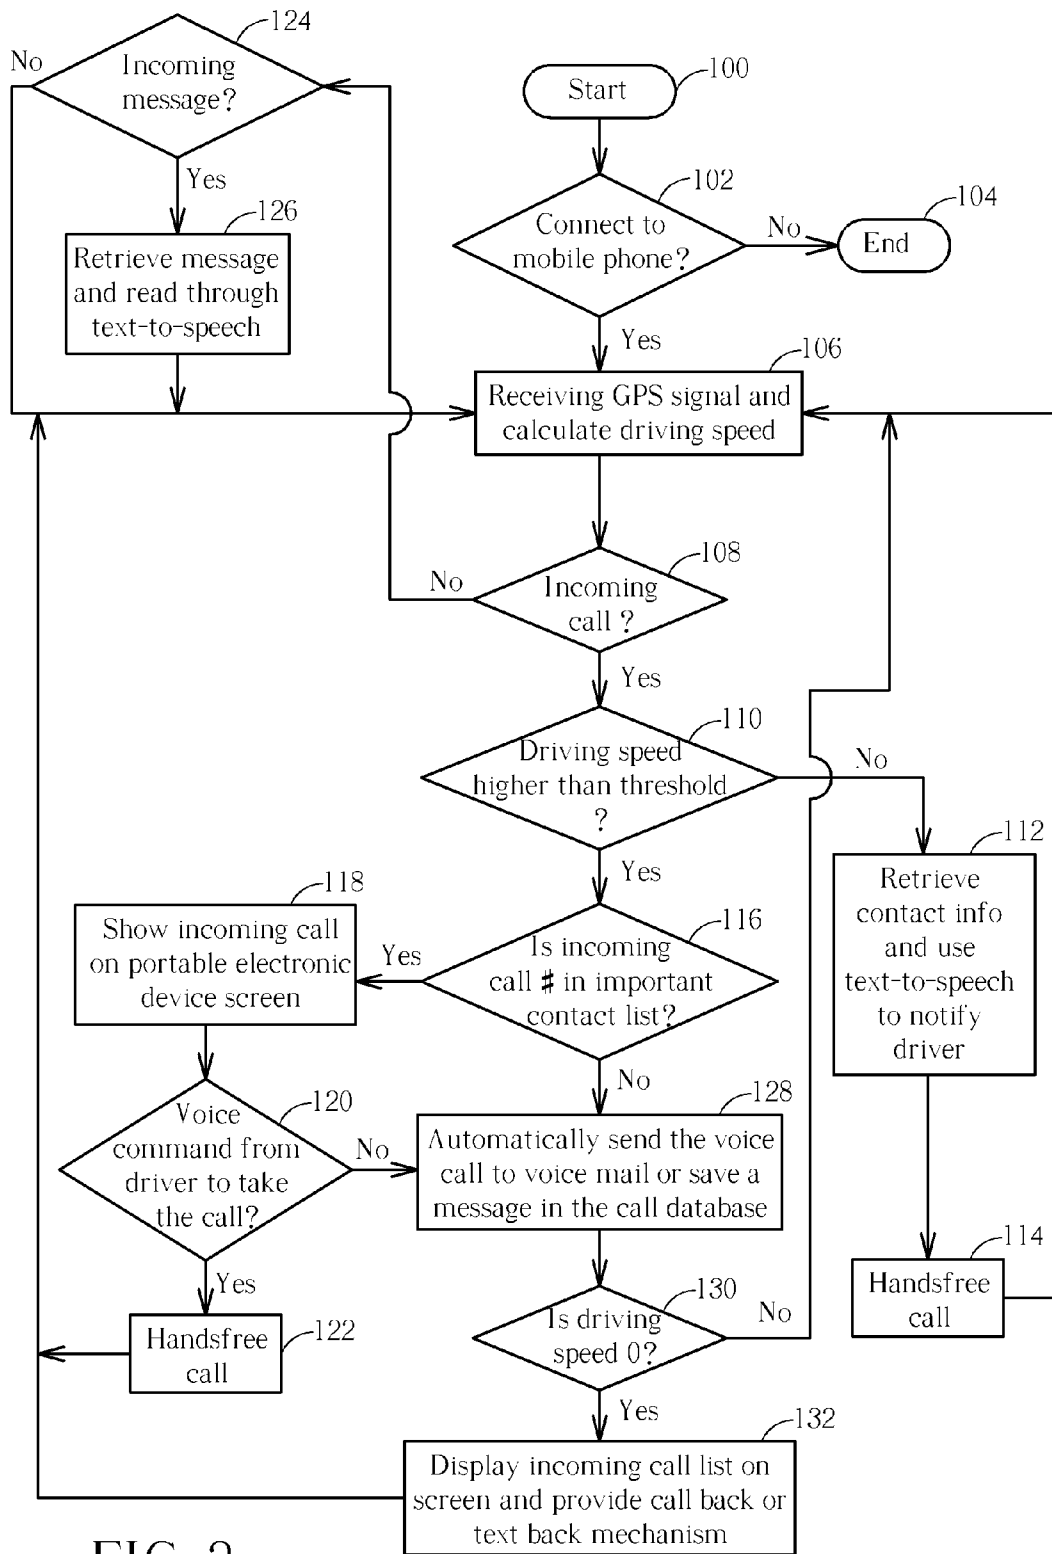 124
No
Incoming
message?
Yes
126
Retrieve message
and read through
text-to-speech
100
Start
102
Connect to
mobile phone?
No
104
End
Yes
106
Receiving GPS signal and
calculate driving speed
108
No
Incoming
call ?
Yes
110
Driving speed
higher than threshold
?
No
Yes
112
Retrieve
contact info
and use
text-to-speech
to notify
driver
118
Show incoming call
on portable electronic
device screen
Yes
116
Is incoming
call # in important
contact list?
No
120
Voice
command from
driver to take
the call?
No
128
Automatically send the voice
call to voice mail or save a
message in the call database
Yes
122
Handsfree
call
130
Is driving
speed 0?
No
114
Handsfree
call
Yes
132
Display incoming call list on
screen and provide call back or
text back mechanism